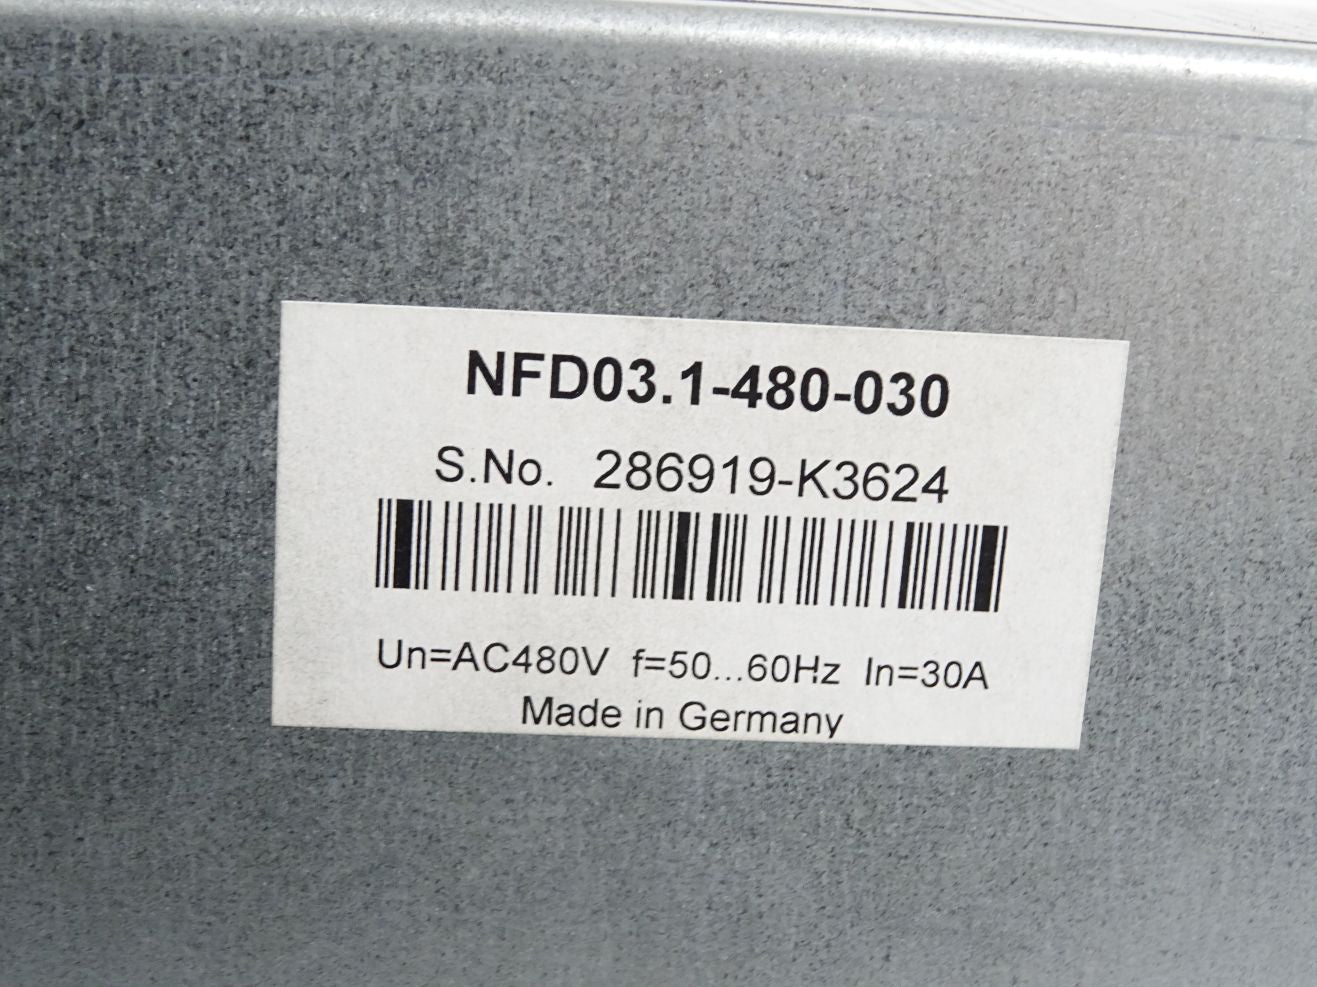 NFD03.1-480-030
S.No. 286919-K3624
Un=AC480V f=50...60Hz In=30A
Made in Germany